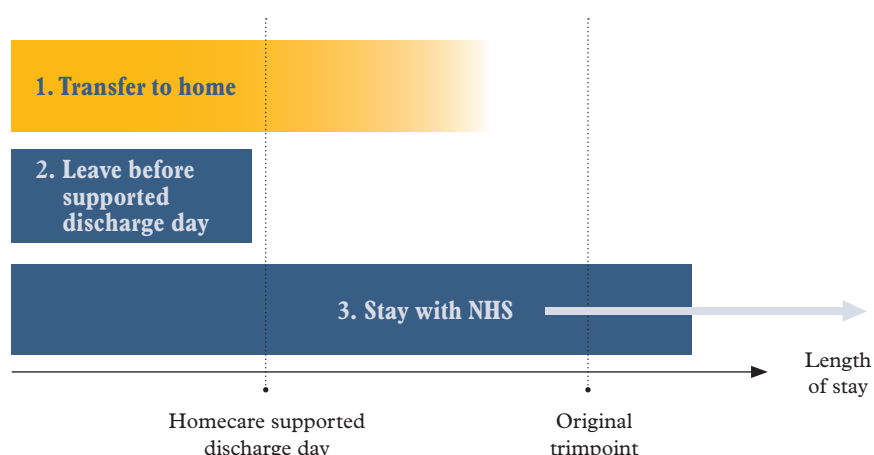 1. Transfer to home
2. Leave before
supported
discharge day
3. Stay with NHS
Length
of stay
Homecare supported
discharge day
Original
trimpoint